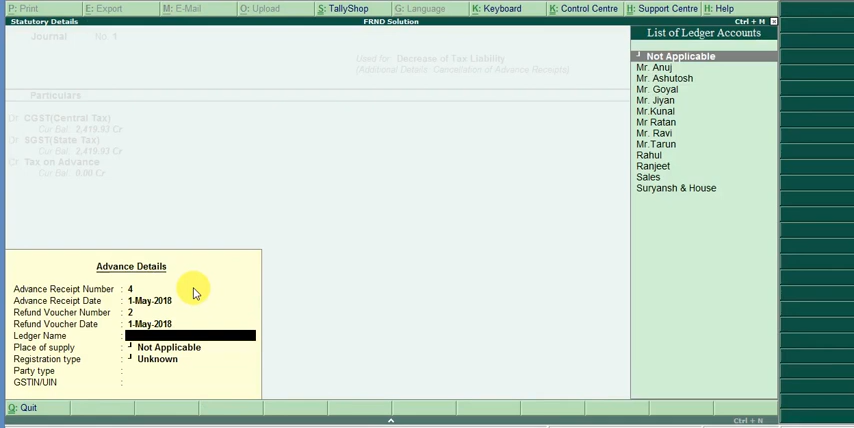 P: Print E: Export M: E-Mail O: Upload S: TallyShop G: Language K: Keyboard K: Control Centre H: Support Centre H: Help
Statutory Details FRND Solution Ctrl + M
Journal No. 1
Used for: Decrease of Tax Liability
(Additional Details: Cancellation of Advance Receipts)
Particulars
Dr CGST(Central Tax)
Cur Bal: 2,419.93 Cr
Dr SGST(State Tax)
Cur Bal: 2,419.93 Cr
Cr Tax on Advance
Cur Bal: 0.00 Cr
List of Ledger Accounts
Not Applicable
Mr. Anuj
Mr. Ashutosh
Mr. Goyal
Mr. Jiyan
Mr.Kunal
Mr Ratan
Mr. Ravi
Mr.Tarun
Rahul
Ranjeet
Sales
Suryansh & House
Advance Details
Advance Receipt Number : 4
Advance Receipt Date : 1-May-2018
Refund Voucher Number : 2
Refund Voucher Date : 1-May-2018
Ledger Name :
Place of supply : Not Applicable
Registration type : Unknown
Party type :
GSTIN/UIN :
Q: Quit
Ctrl + N